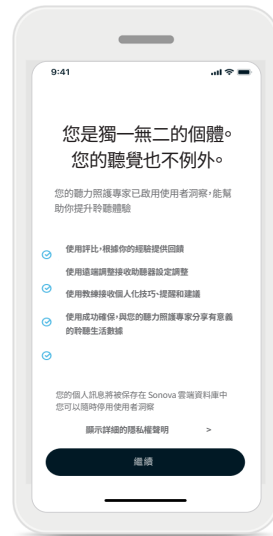 9:41
您是獨一無二的個體。
您的聽覺也不例外。
您的聽力照護專家已啟用使用者洞察，能幫
助你提升聆聽體驗
使用評比，根據你的經驗提供回饋
使用遠端調整接收助聽器設定調整
使用教練接收個人化技巧、提醒和建議
使用成功確保，與您的聽力照護專家分享有意義
的聆聽生活數據
您的個人訊息將被保存在 Sonova 雲端資料庫中
您可以隨時停用使用者洞察
顯示詳細的隱私權聲明 >
繼續